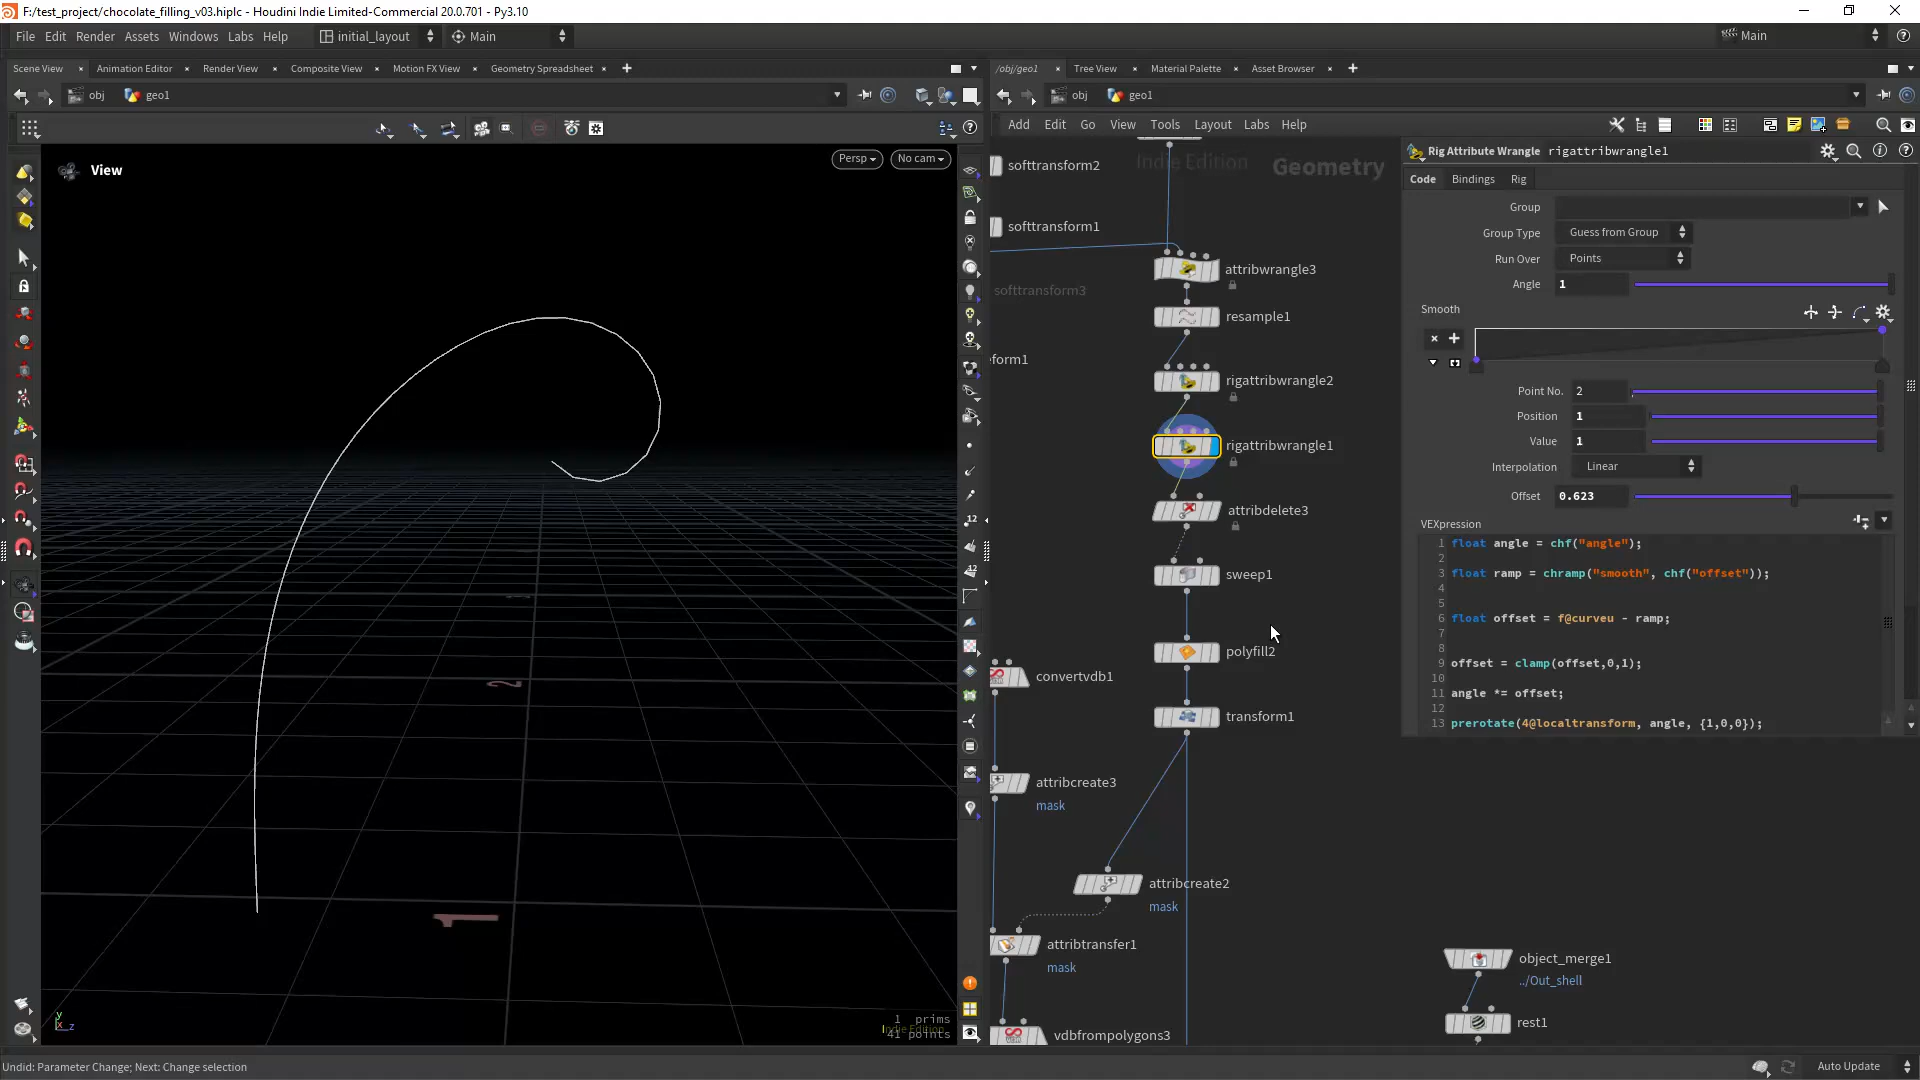 F:/test_project/chocolate_filling_v03.hiplc - Houdini Indie Limited-Commercial 20.0.701 - Py3.10
File Edit Render Assets Windows Labs Help initial_layout Main
Main
Scene View Animation Editor Render View Composite View Motion FX View Geometry Spreadsheet
/obj/geo1 Tree View Material Palette Asset Browser
obj geo1
obj geo1
Add Edit Go View Tools Layout Labs Help
View
Persp No cam
1 prims
Indie Edition
41 points
12
12
1
2
y
x z
Indie Edition
Geometry
softtransform2
softtransform1
softtransform3
eform1
attribwrangle3
resample1
rigattribwrangle2
rigattribwrangle1
attribdelete3
sweep1
polyfill2
convertvdb1
transform1
attribcreate3
mask
attribcreate2
mask
attribtransfer1
mask
vdbfrompolygons3
object_merge1
../Out_shell
rest1
Rig Attribute Wrangle rigattribwrangle1
Code Bindings Rig
Group
Group Type Guess from Group
Run Over Points
Angle 1
Smooth
Point No. 2
Position 1
Value 1
Interpolation Linear
Offset 0.623
VEXpression
1 float angle = chf("angle");
2
3 float ramp = chramp("smooth", chf("offset"));
4
5
6 float offset = f@curveu - ramp;
7
8
9 offset = clamp(offset,0,1);
10
11 angle *= offset;
12
13 prerotate(4@localtransform, angle, {1,0,0});
Undid: Parameter Change; Next: Change selection
Auto Update